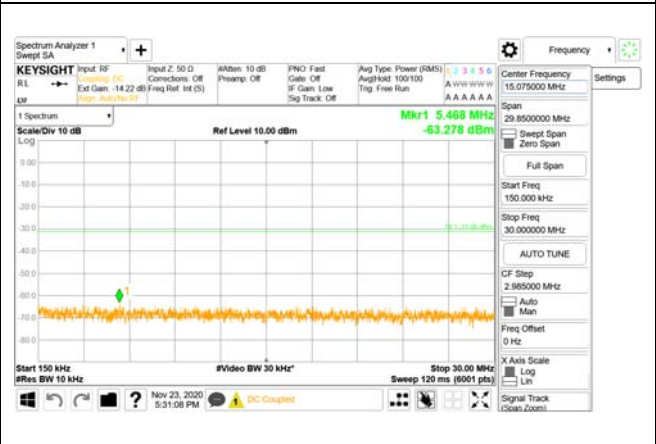 Spectrum Analyzer 1
Swept SA
+
Frequency
KEYSIGHT
RL
Input: RF
Coupling: DC
Ext Gain: -14.22 dB
Align: Auto/No RF
Input Z: 50 Ω
Corrections: Off
Freq Ref: Int (S)
#Atten: 10 dB
Preamp: Off
PNO: Fast
Gate: Off
IF Gain: Low
Sig Track: Off
Avg Type: Power (RMS)
Avg|Hold: 100/100
Trig: Free Run
1 2 3 4 5 6
A W W W W W
A A A A A A
1 Spectrum
Scale/Div 10 dB
Log
Ref Level 10.00 dBm
Mkr1 5.468 MHz
-63.278 dBm
0.00
-10.0
-20.0
-30.0
-40.0
-50.0
-60.0
-70.0
-80.0
1
Start 150 kHz
#Res BW 10 kHz
#Video BW 30 kHz*
Stop 30.00 MHz
Sweep 120 ms (6001 pts)
Center Frequency
15.075000 MHz
Settings
Span
29.8500000 MHz
Swept Span
Zero Span
Full Span
Start Freq
150.000 kHz
Stop Freq
30.000000 MHz
AUTO TUNE
CF Step
2.985000 MHz
Auto
Man
Freq Offset
0 Hz
X Axis Scale
Log
Lin
Signal Track
(Span Zoom)
?
Nov 23, 2020
5:31:08 PM
1
DC Coupled